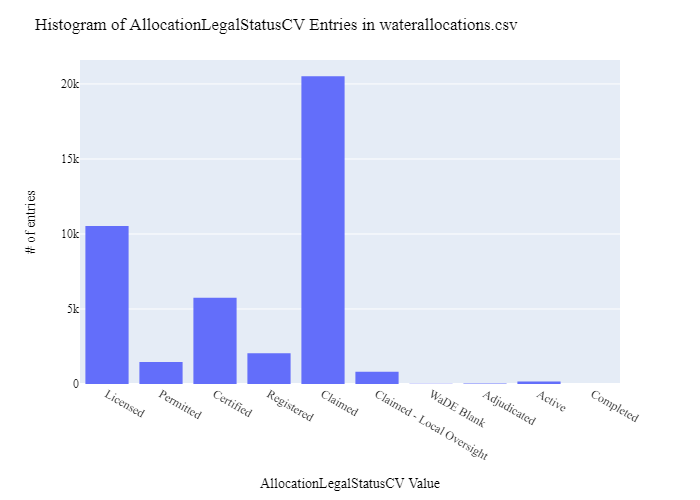 Histogram of AllocationLegalStatusCV Entries in waterallocations.csv
# of entries
20k
15k
10k
5k
0
Licensed
Permitted
Certified
Registered
Claimed
Claimed - Local Oversight
WaDE Blank
Adjudicated
Active
Completed
AllocationLegalStatusCV Value